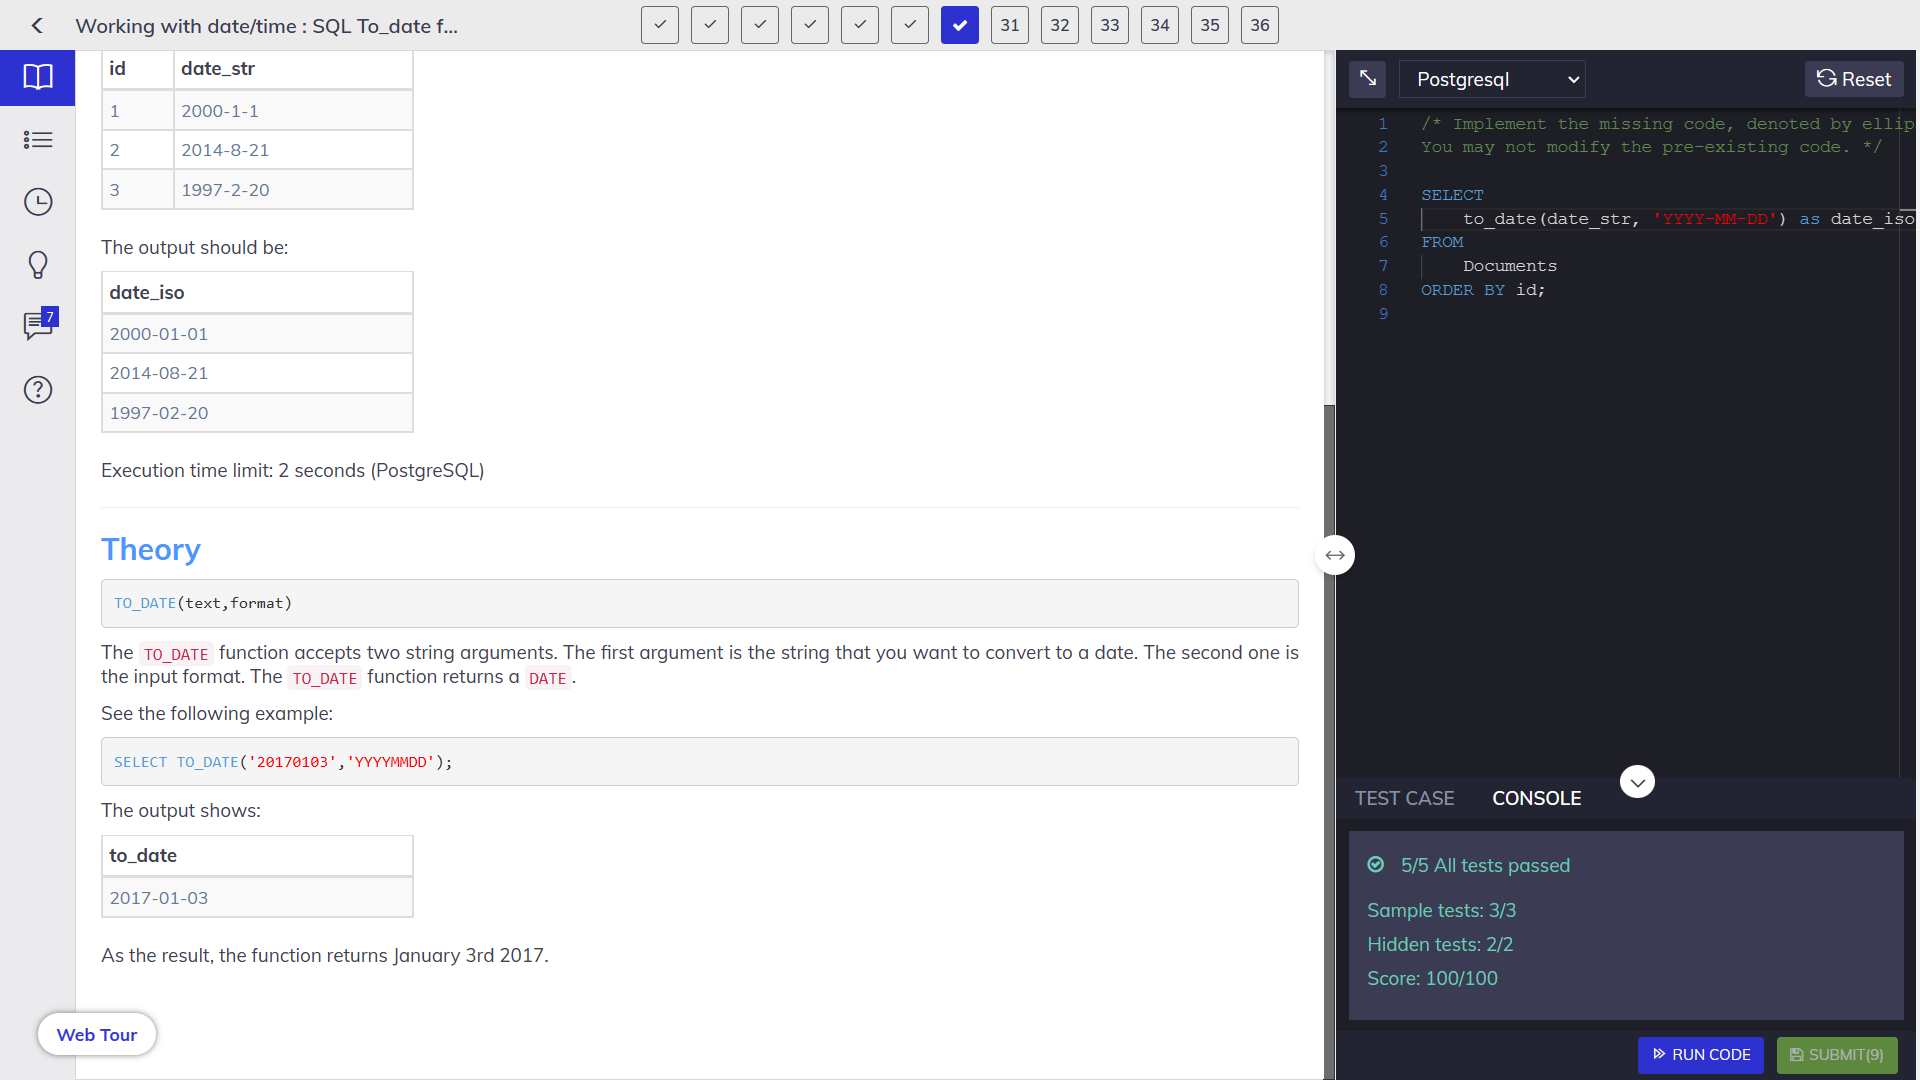 Working with date/time : SQL To_date f...
31 32 33 34 35 36
7
id date_str
1 2000-1-1
2 2014-8-21
3 1997-2-20
The output should be:
date_iso
2000-01-01
2014-08-21
1997-02-20
Execution time limit: 2 seconds (PostgreSQL)
Theory
TO_DATE(text,format)
The TO_DATE function accepts two string arguments. The first argument is the string that you want to convert to a date. The second one is
the input format. The TO_DATE function returns a DATE.
See the following example:
SELECT TO_DATE('20170103','YYYYMMDD');
The output shows:
to_date
2017-01-03
As the result, the function returns January 3rd 2017.
Web Tour
Postgresql
Reset
1 /* Implement the missing code, denoted by ellip
2 You may not modify the pre-existing code. */
3
4 SELECT
5 to_date(date_str, 'YYYY-MM-DD') as date_iso
6 FROM
7 Documents
8 ORDER BY id;
9
TEST CASE CONSOLE
5/5 All tests passed
Sample tests: 3/3
Hidden tests: 2/2
Score: 100/100
RUN CODE SUBMIT(9)